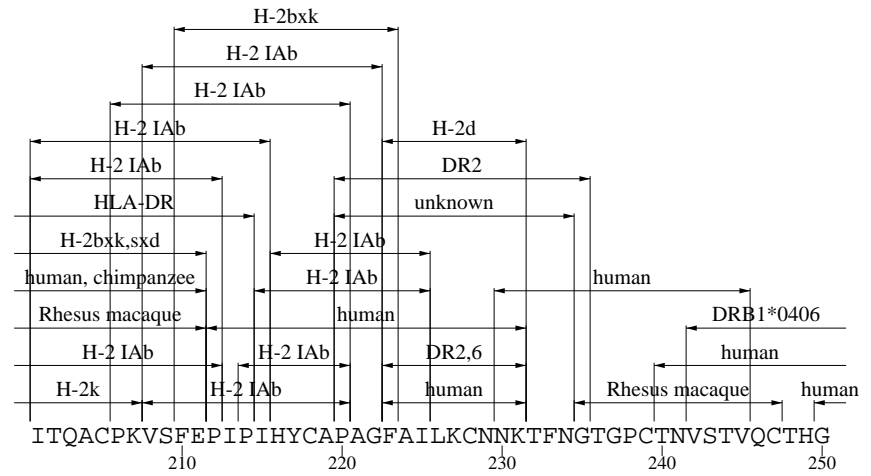 H-2bxk
H-2 IAb
H-2 IAb
H-2 IAb H-2d
H-2 IAb DR2
HLA-DR unknown
H-2bxk,sxd H-2 IAb
human, chimpanzee H-2 IAb human
Rhesus macaque human DRB1*0406
H-2 IAb H-2 IAb DR2,6 human
H-2k H-2 IAb human Rhesus macaque human
ITQACPKVSFEPIPIHYCAPAGFAILKCNNKTFNGTGPCTNVSTVQCTHG
210 220 230 240 250